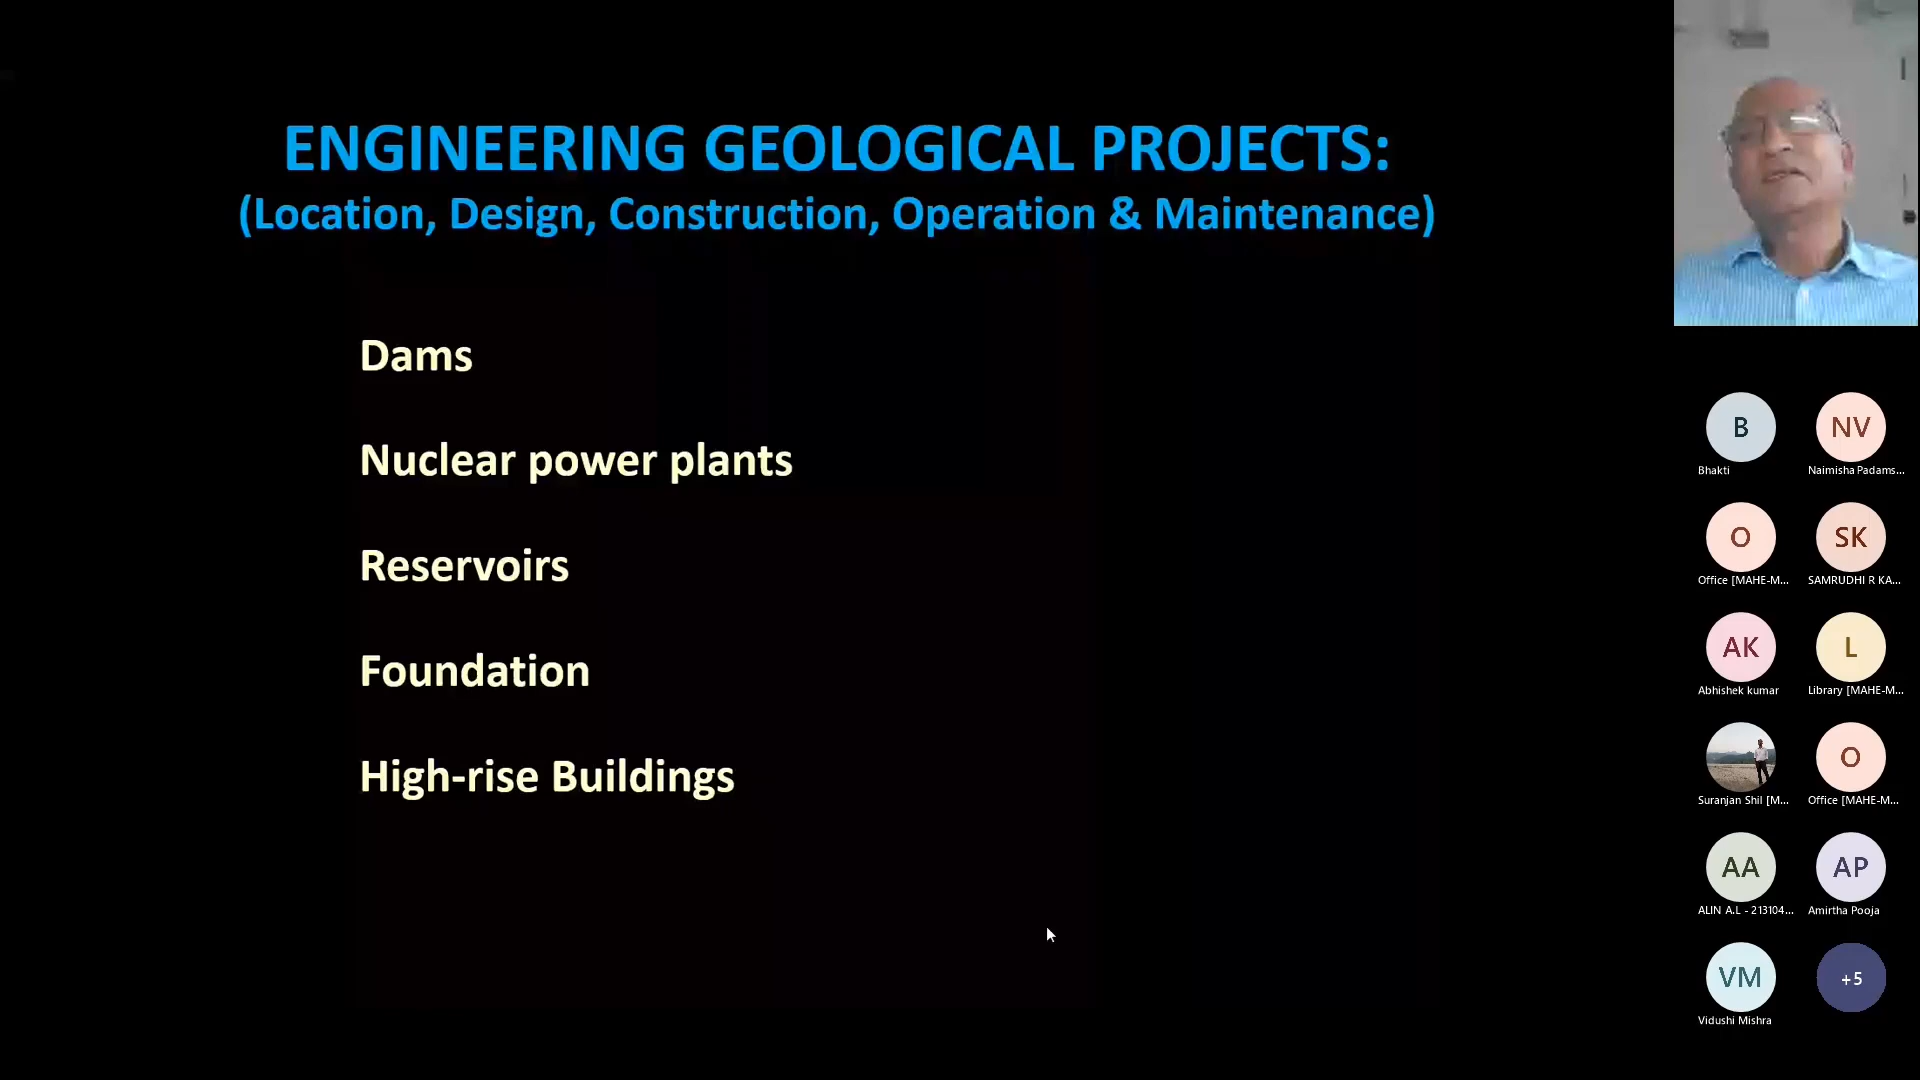 ENGINEERING GEOLOGICAL PROJECTS:
(Location, Design, Construction, Operation & Maintenance)
Dams
Nuclear power plants
Reservoirs
Foundation
High-rise Buildings
B
NV
Bhakti
Naimisha Padams...
O
SK
Office [MAHE-M...
SAMRUDHI R KA...
AK
L
Abhishek kumar
Library [MAHE-M...
O
Suranjan Shil [M...
Office [MAHE-M...
AA
AP
ALIN A.L - 213104...
Amirtha Pooja
VM
+5
Vidushi Mishra